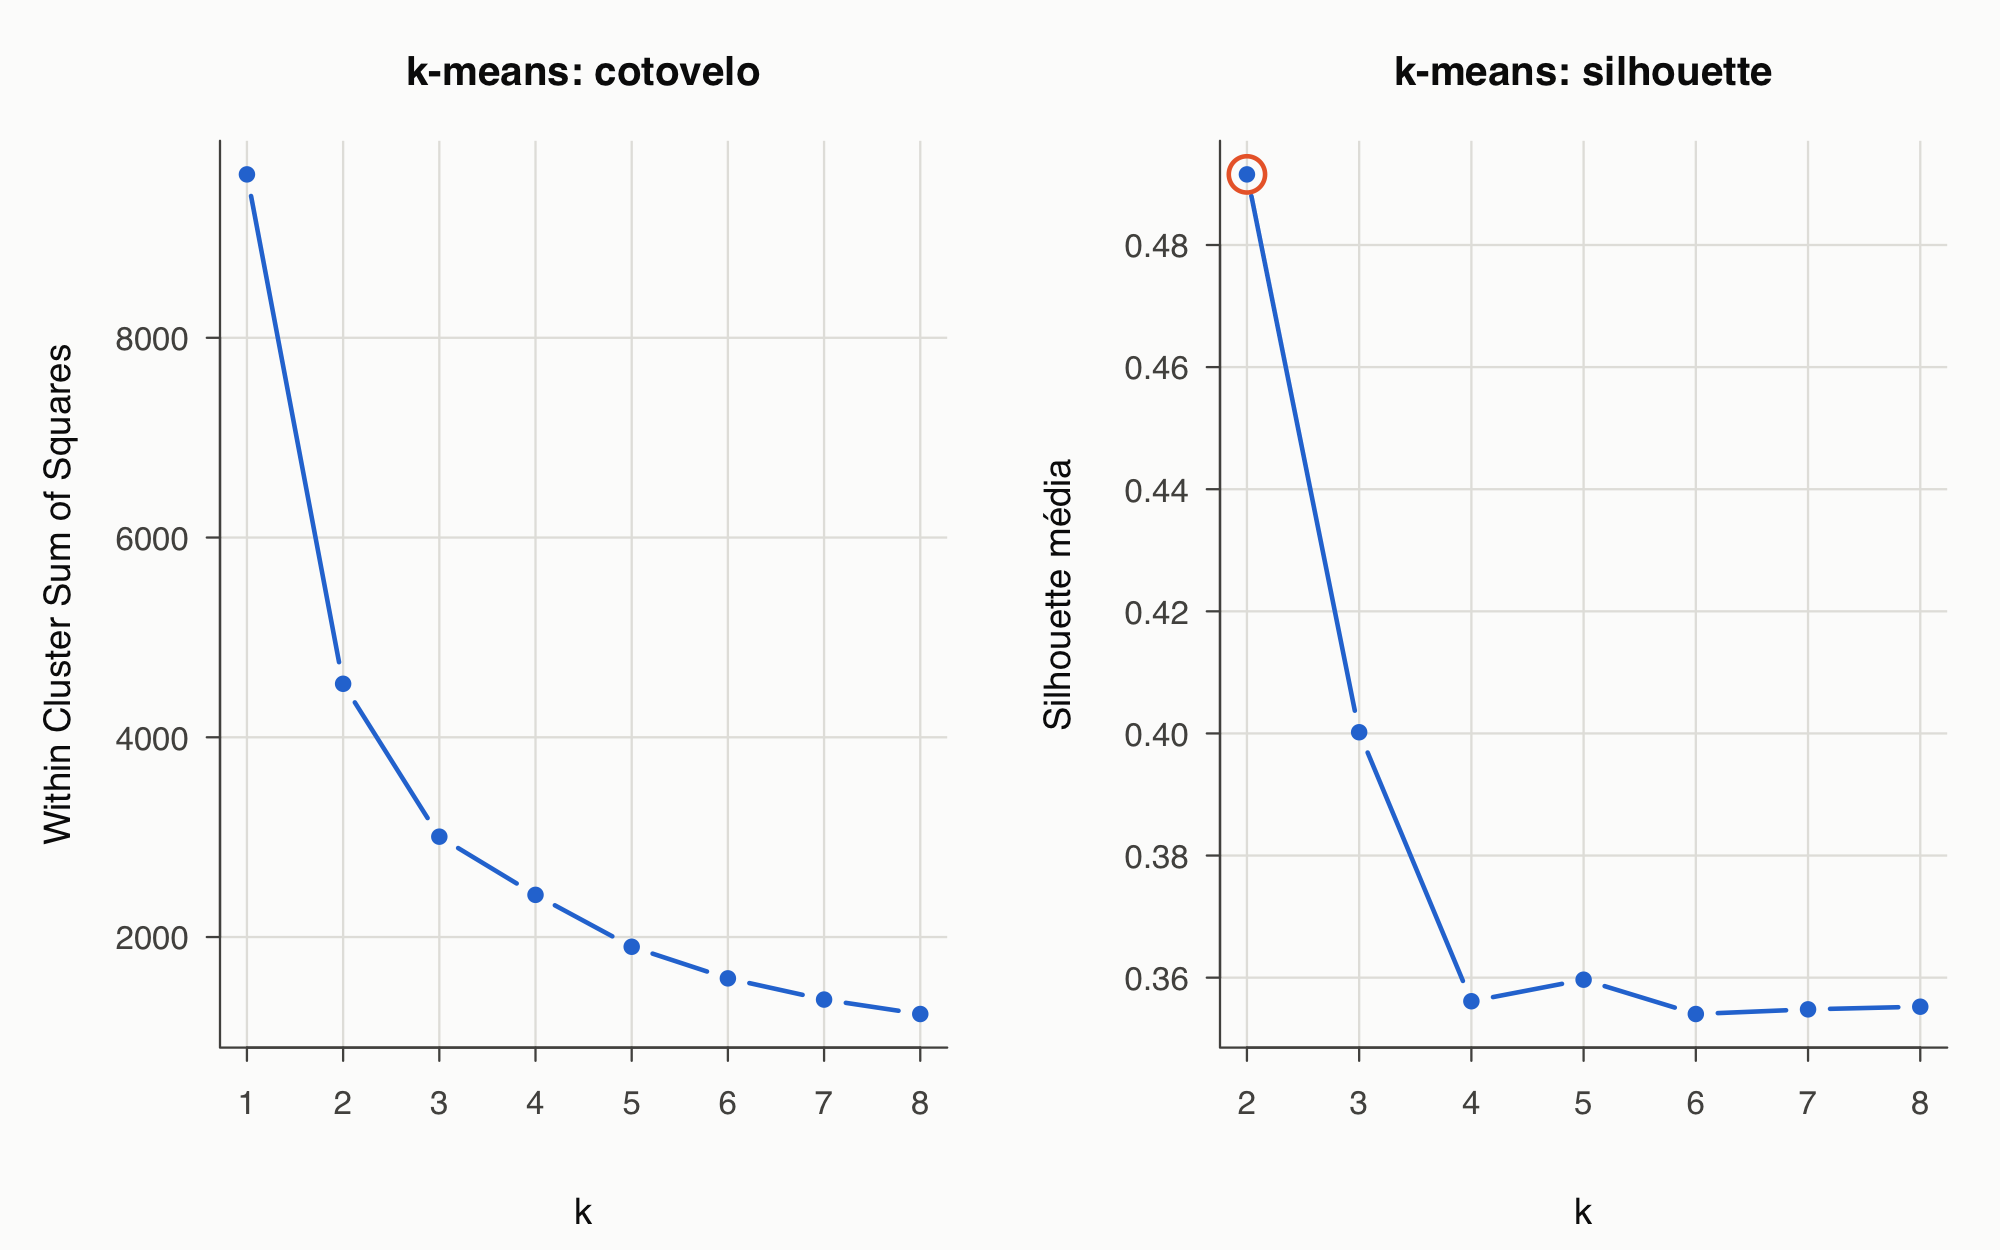 k-means: cotovelo
Within Cluster Sum of Squares
8000
6000
4000
2000
1 2 3 4 5 6 7 8
k
k-means: silhouette
Silhouette média
0.48
0.46
0.44
0.42
0.40
0.38
0.36
2 3 4 5 6 7 8
k